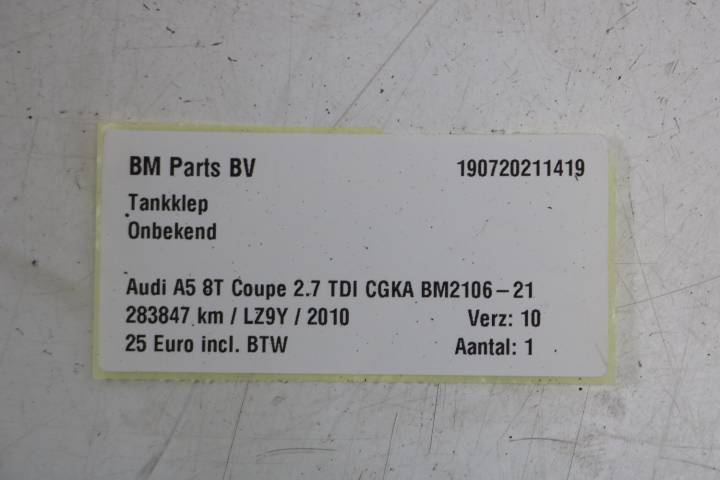 BM Parts BV 190720211419
Tankklep
Onbekend
Audi A5 8T Coupe 2.7 TDI CGKA BM2106-21
283847 km / LZ9Y / 2010 Verz: 10
25 Euro incl. BTW Aantal: 1